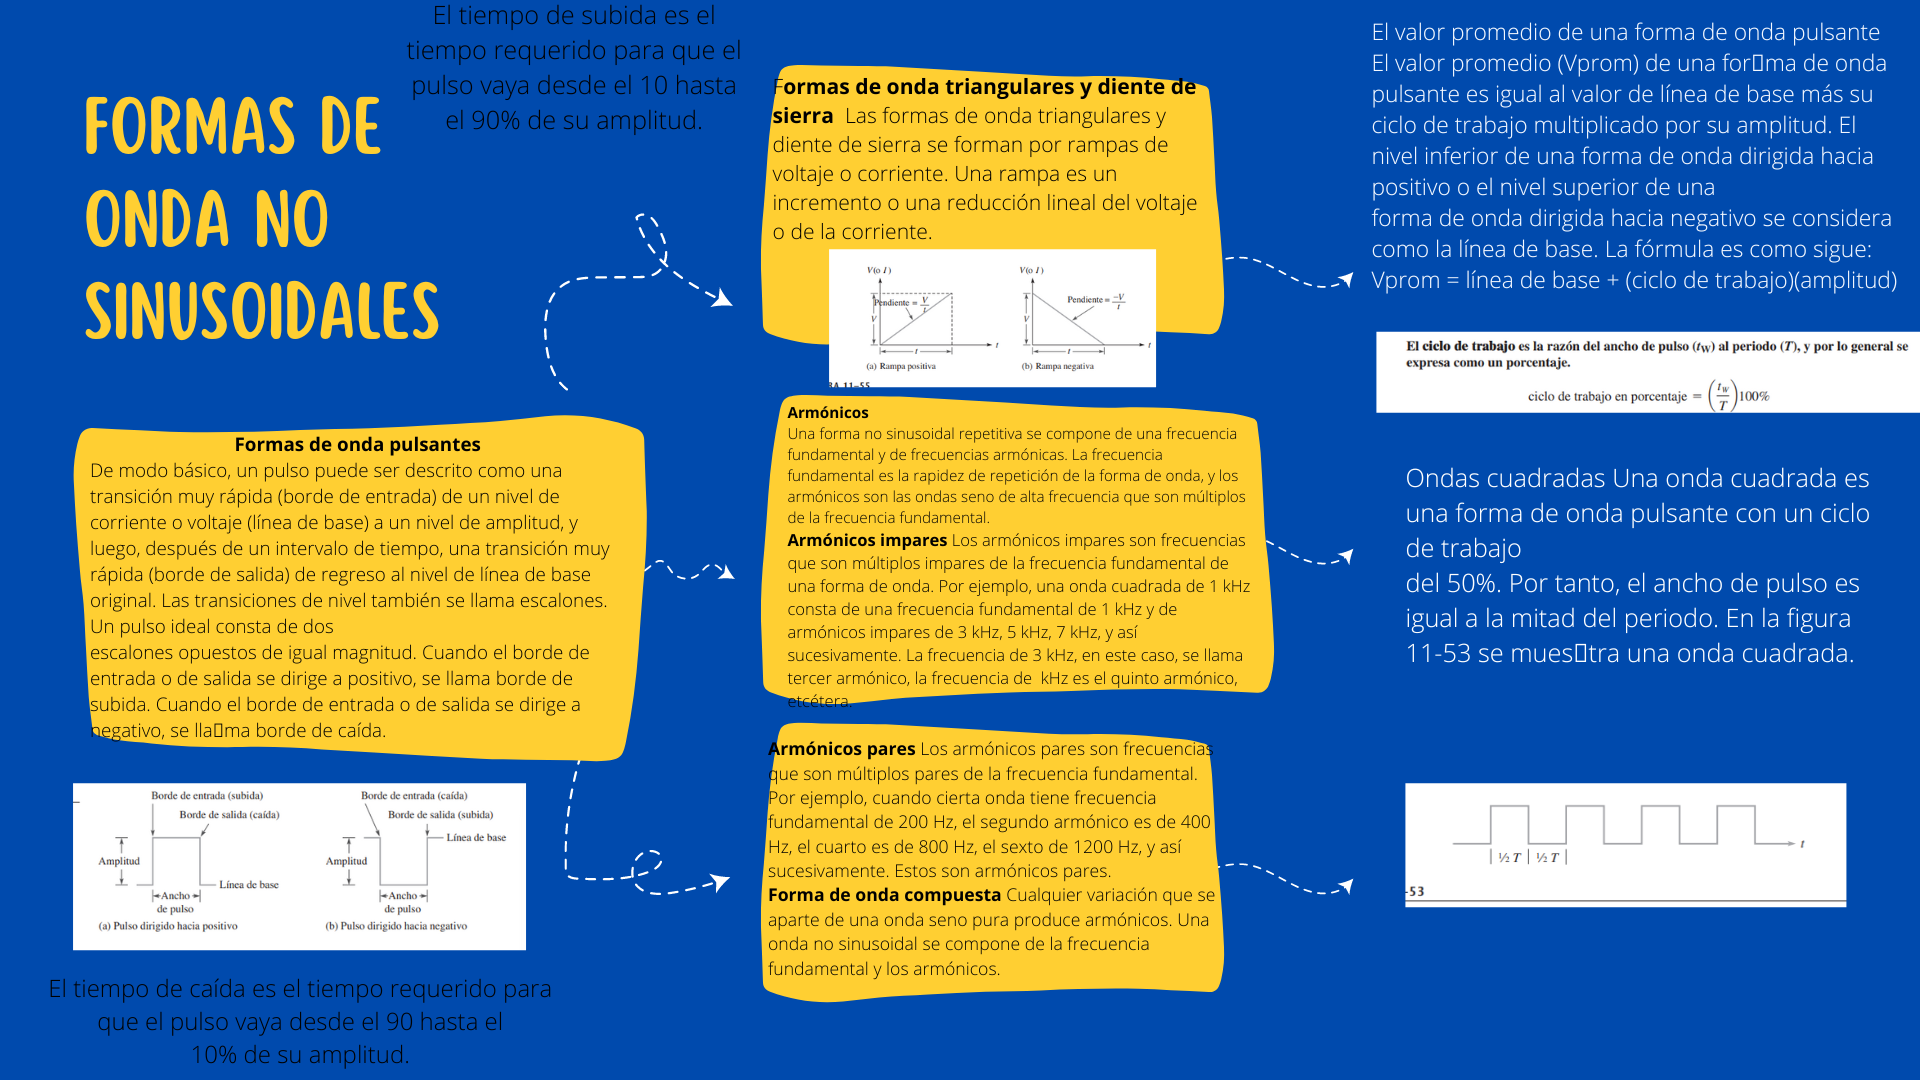 FORMAS DE
ONDA NO
SINUSOIDALES
El tiempo de subida es el
tiempo requerido para que el
pulso vaya desde el 10 hasta
el 90% de su amplitud.
Formas de onda pulsantes
De modo básico, un pulso puede ser descrito como una
transición muy rápida (borde de entrada) de un nivel de
corriente o voltaje (línea de base) a un nivel de amplitud, y
luego, después de un intervalo de tiempo, una transición muy
rápida (borde de salida) de regreso al nivel de línea de base
original. Las transiciones de nivel también se llama escalones.
Un pulso ideal consta de dos
escalones opuestos de igual magnitud. Cuando el borde de
entrada o de salida se dirige a positivo, se llama borde de
subida. Cuando el borde de entrada o de salida se dirige a
negativo, se lla▯ma borde de caída.
Borde de entrada (subida)
Borde de salida (caída)
Amplitud
Línea de base
Ancho
de pulso
(a) Pulso dirigido hacia positivo
Borde de entrada (caída)
Borde de salida (subida)
Línea de base
Amplitud
Ancho
de pulso
(b) Pulso dirigido hacia negativo
El tiempo de caída es el tiempo requerido para
que el pulso vaya desde el 90 hasta el
10% de su amplitud.
Formas de onda triangulares y diente de
sierra Las formas de onda triangulares y
diente de sierra se forman por rampas de
voltaje o corriente. Una rampa es un
incremento o una reducción lineal del voltaje
o de la corriente.
V(o I)
Pendiente = V/t
V
t
t
(a) Rampa positiva
V(o I)
Pendiente = −V/t
V
t
t
(b) Rampa negativa
RA 11–55
Armónicos
Una forma no sinusoidal repetitiva se compone de una frecuencia
fundamental y de frecuencias armónicas. La frecuencia
fundamental es la rapidez de repetición de la forma de onda, y los
armónicos son las ondas seno de alta frecuencia que son múltiplos
de la frecuencia fundamental.
Armónicos impares Los armónicos impares son frecuencias
que son múltiplos impares de la frecuencia fundamental de
una forma de onda. Por ejemplo, una onda cuadrada de 1 kHz
consta de una frecuencia fundamental de 1 kHz y de
armónicos impares de 3 kHz, 5 kHz, 7 kHz, y así
sucesivamente. La frecuencia de 3 kHz, en este caso, se llama
tercer armónico, la frecuencia de kHz es el quinto armónico,
etcétera.
Armónicos pares Los armónicos pares son frecuencias
que son múltiplos pares de la frecuencia fundamental.
Por ejemplo, cuando cierta onda tiene frecuencia
fundamental de 200 Hz, el segundo armónico es de 400
Hz, el cuarto es de 800 Hz, el sexto de 1200 Hz, y así
sucesivamente. Estos son armónicos pares.
Forma de onda compuesta Cualquier variación que se
aparte de una onda seno pura produce armónicos. Una
onda no sinusoidal se compone de la frecuencia
fundamental y los armónicos.
El valor promedio de una forma de onda pulsante
El valor promedio (Vprom) de una for▯ma de onda
pulsante es igual al valor de línea de base más su
ciclo de trabajo multiplicado por su amplitud. El
nivel inferior de una forma de onda dirigida hacia
positivo o el nivel superior de una
forma de onda dirigida hacia negativo se considera
como la línea de base. La fórmula es como sigue:
Vprom = línea de base + (ciclo de trabajo)(amplitud)
El ciclo de trabajo es la razón del ancho de pulso (tW) al periodo (T), y por lo general se
expresa como un porcentaje.
ciclo de trabajo en porcentaje = (tW/T)100%
Ondas cuadradas Una onda cuadrada es
una forma de onda pulsante con un ciclo
de trabajo
del 50%. Por tanto, el ancho de pulso es
igual a la mitad del periodo. En la figura
11-53 se mues▯tra una onda cuadrada.
½ T ½ T
t
-53